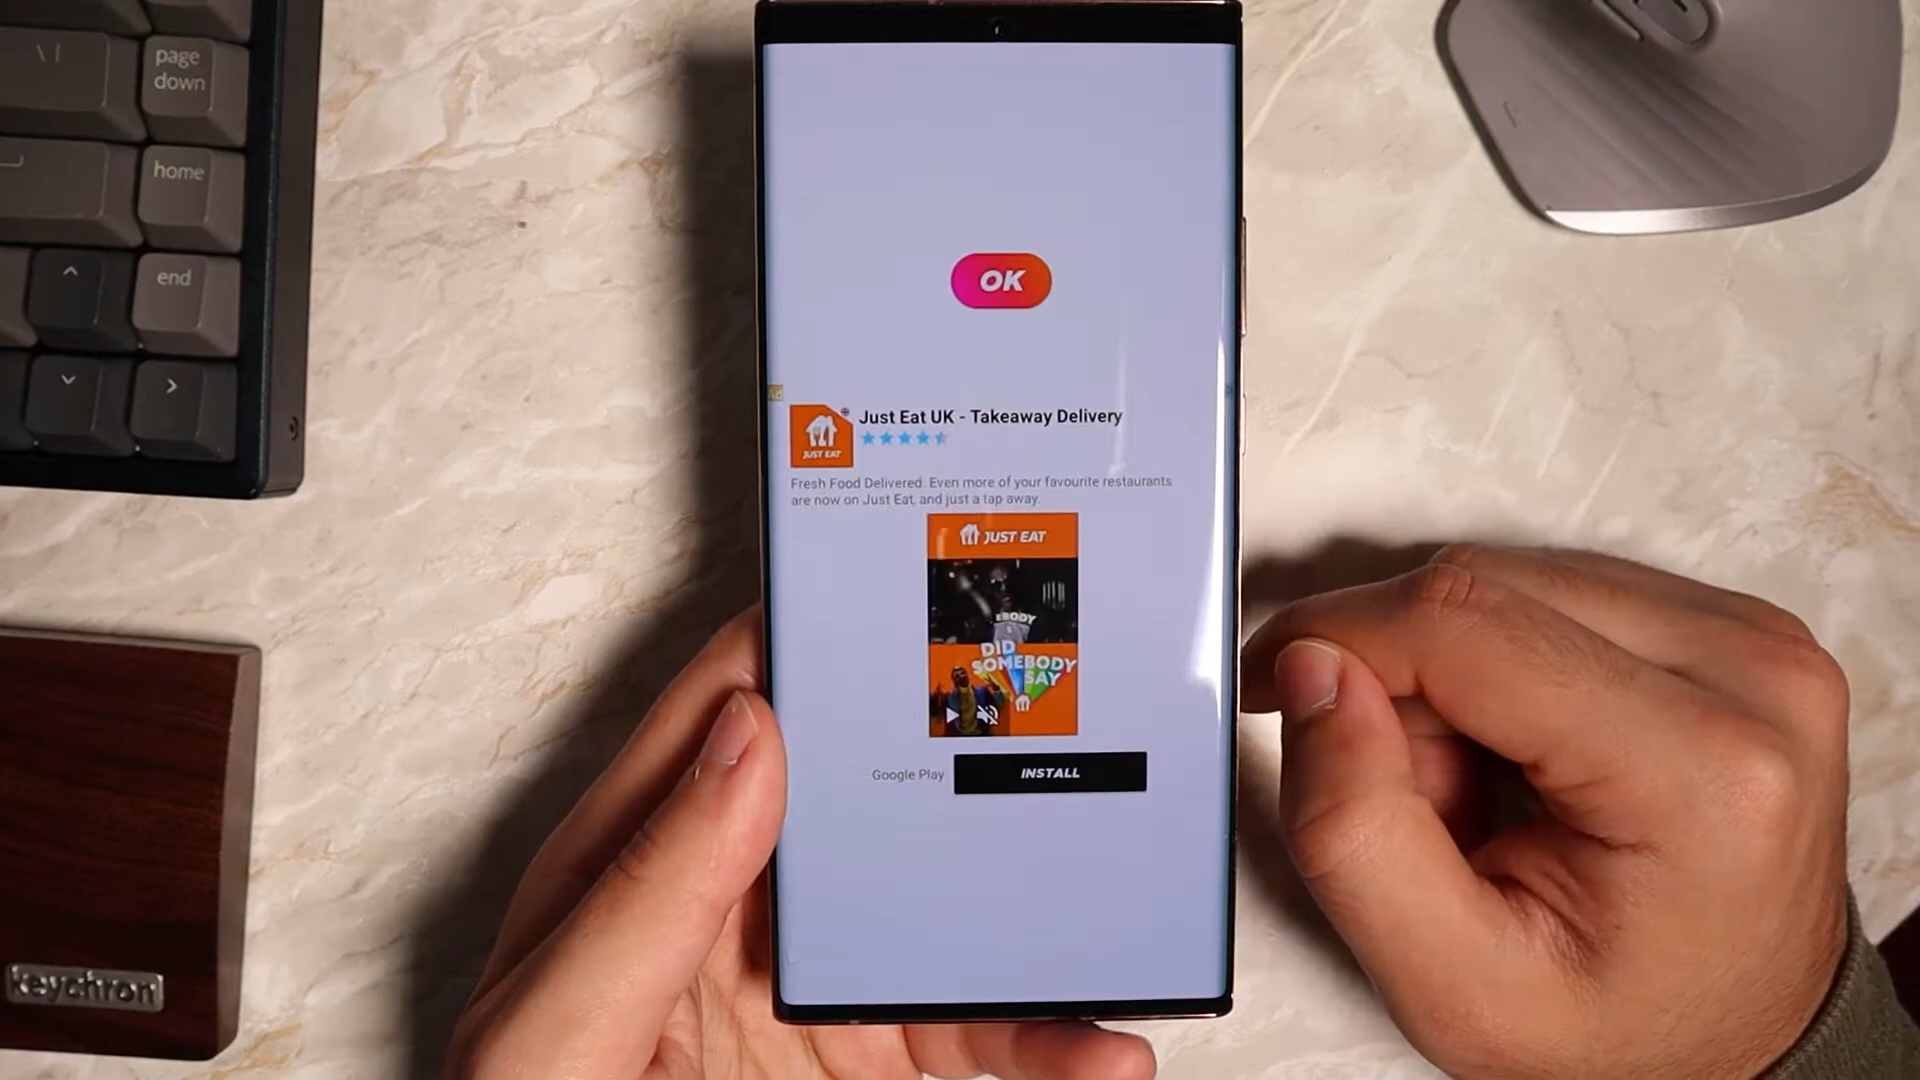 \ |
page
down
home
end
OK
Just Eat UK - Takeaway Delivery
JUST EAT
Fresh Food Delivered. Even more of your favourite restaurants
are now on Just Eat, and just a tap away.
JUST EAT
EBODY
DID
SOMEBODY
SAY
Google Play
INSTALL
keychron